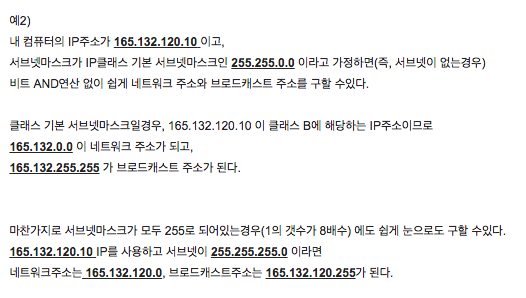 예2)
내 컴퓨터의 IP주소가 165.132.120.10 이고,
서브넷마스크가 IP클래스 기본 서브넷마스크인 255.255.0.0 이라고 가정하면(즉, 서브넷이 없는경우)
비트 AND연산 없이 쉽게 네트워크 주소와 브로드캐스트 주소를 구할 수있다.
클래스 기본 서브넷마스크일경우, 165.132.120.10 이 클래스 B에 해당하는 IP주소이므로
165.132.0.0 이 네트워크 주소가 되고,
165.132.255.255 가 브로드캐스트 주소가 된다.
마찬가지로 서브넷마스크가 모두 255로 되어있는경우(1의 갯수가 8배수) 에도 쉽게 눈으로도 구할 수있다.
165.132.120.10 IP를 사용하고 서브넷이 255.255.255.0 이라면
네트워크주소는 165.132.120.0, 브로드캐스트주소는 165.132.120.255가 된다.